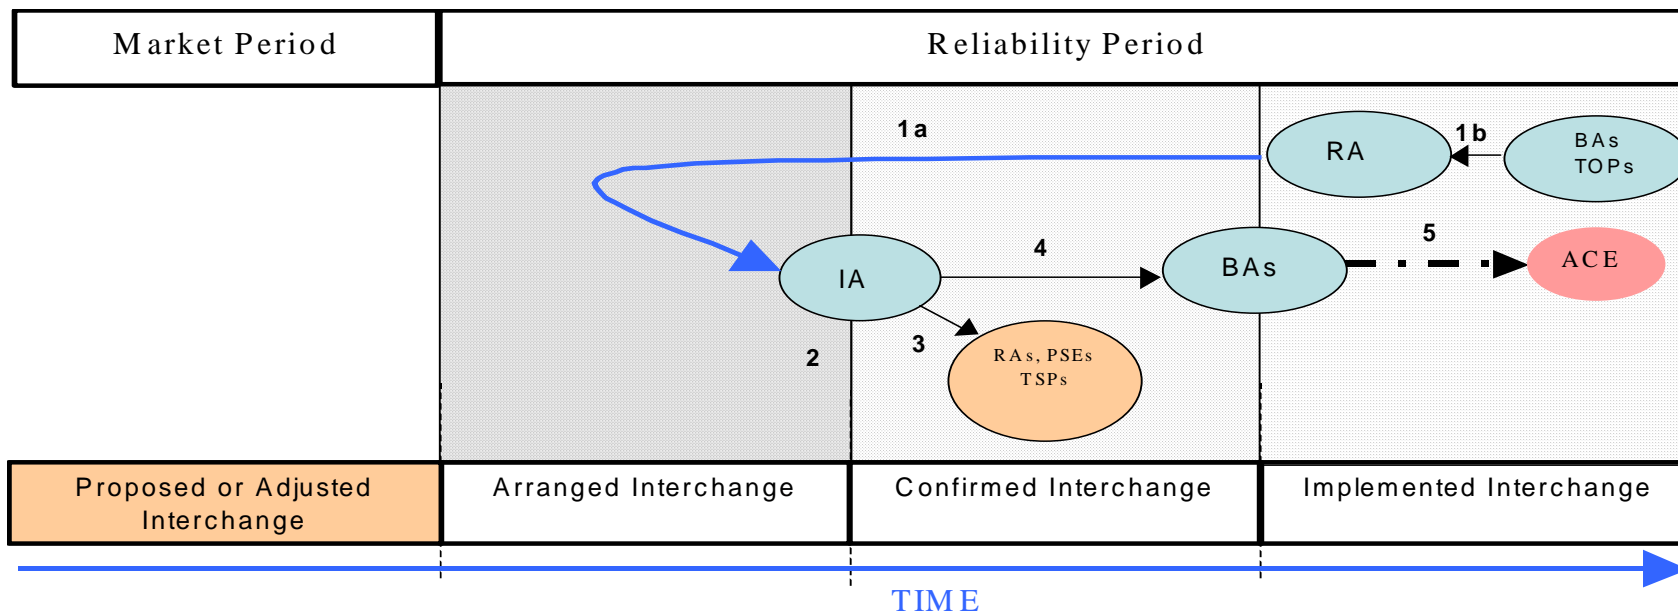 Market Period
Reliability Period
1a
1b
RA
BAs
TOPs
IA
4
BAs
5
ACE
2
3
RAs, PSEs
TSPs
Proposed or Adjusted
Interchange
Arranged Interchange
Confirmed Interchange
Implemented Interchange
TIME